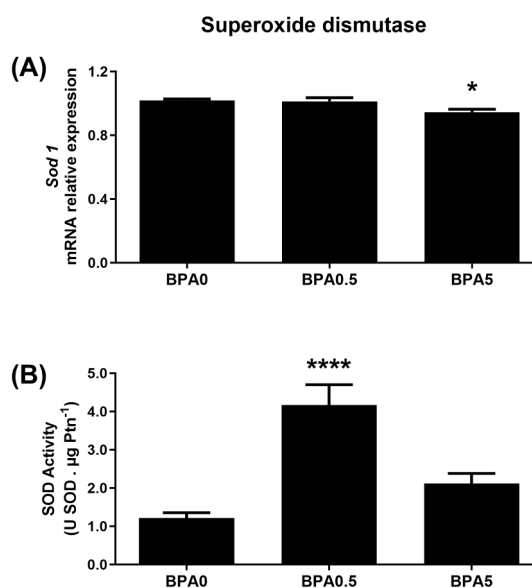 Superoxide dismutase
(A)
Sod 1
mRNA relative expression
1.2
0.8
0.4
0.0
*
BPA0 BPA0.5 BPA5
(B)
SOD Activity
(U SOD . µg Ptn⁻¹)
5.0
4.0
3.0
2.0
1.0
0.0
****
BPA0 BPA0.5 BPA5